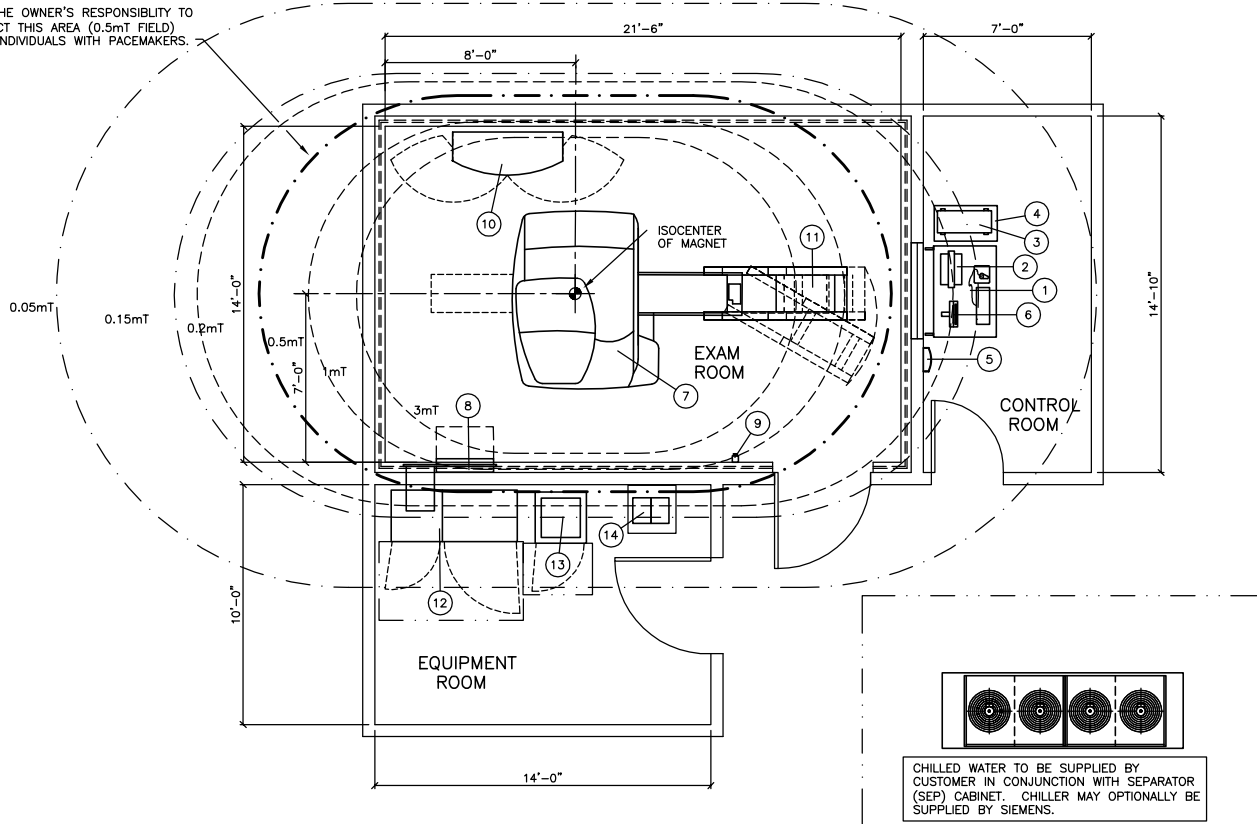 HE OWNER'S RESPONSIBLITY TO
CT THIS AREA (0.5mT FIELD)
NDIVIDUALS WITH PACEMAKERS.
21'-6"
7'-0"
8'-0"
10
ISOCENTER
OF MAGNET
11
4
3
2
1
6
5
0.05mT
0.15mT
0.2mT
0.5mT
1mT
3mT
14'-0"
7'-0"
14'-10"
EXAM
ROOM
7
8
9
CONTROL
ROOM
10'-0"
12
13
14
EQUIPMENT
ROOM
14'-0"
CHILLED WATER TO BE SUPPLIED BY
CUSTOMER IN CONJUNCTION WITH SEPARATOR
(SEP) CABINET. CHILLER MAY OPTIONALLY BE
SUPPLIED BY SIEMENS.